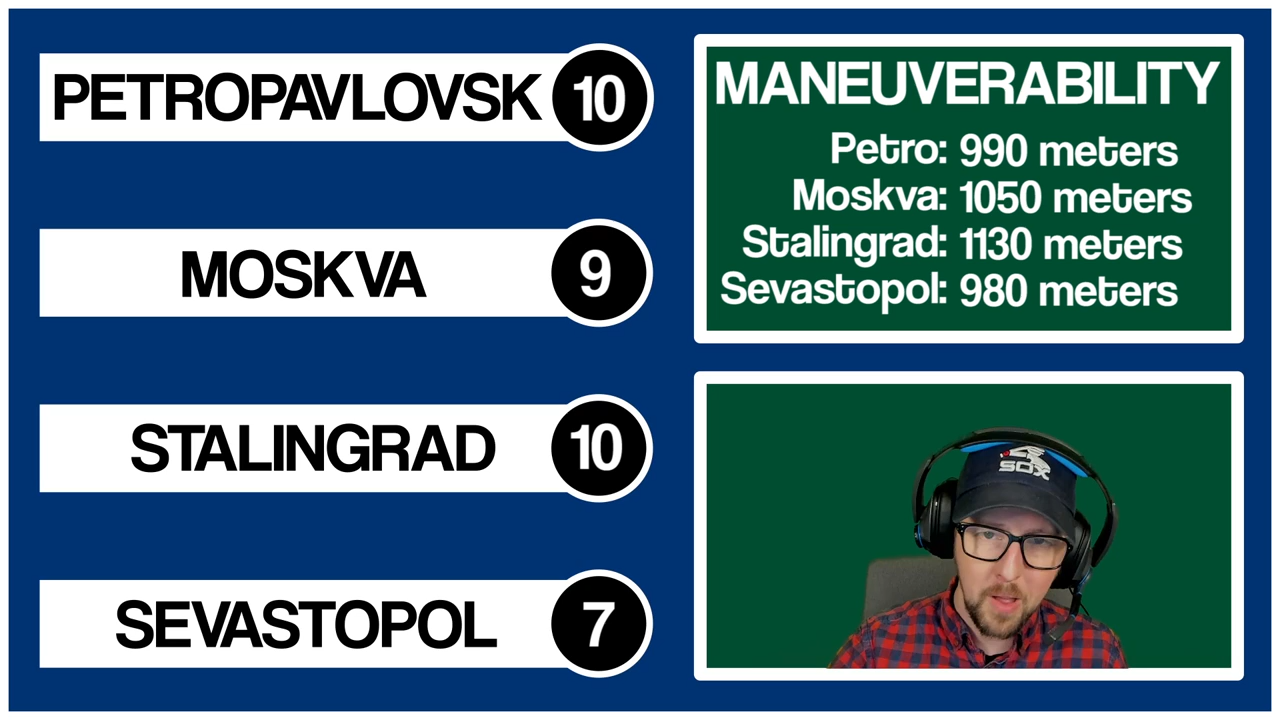 PETROPAVLOVSK 10
MOSKVA 9
STALINGRAD 10
SEVASTOPOL 7
MANEUVERABILITY
Petro: 990 meters
Moskva: 1050 meters
Stalingrad: 1130 meters
Sevastopol: 980 meters
SOX